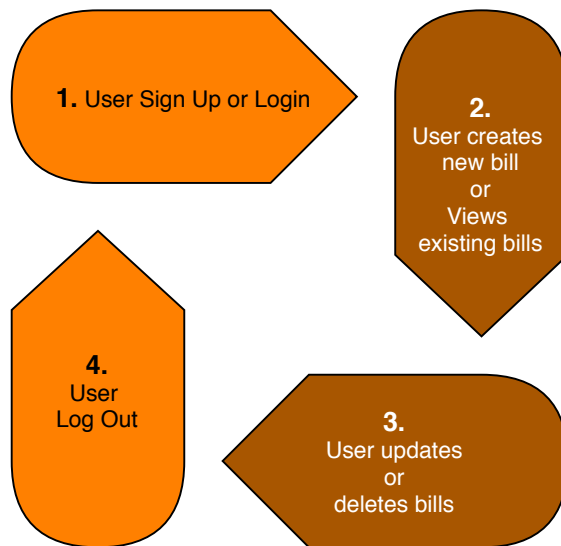 1. User Sign Up or Login
2.
User creates
new bill
or
Views
existing bills
3.
User updates
or
deletes bills
4.
User
Log Out